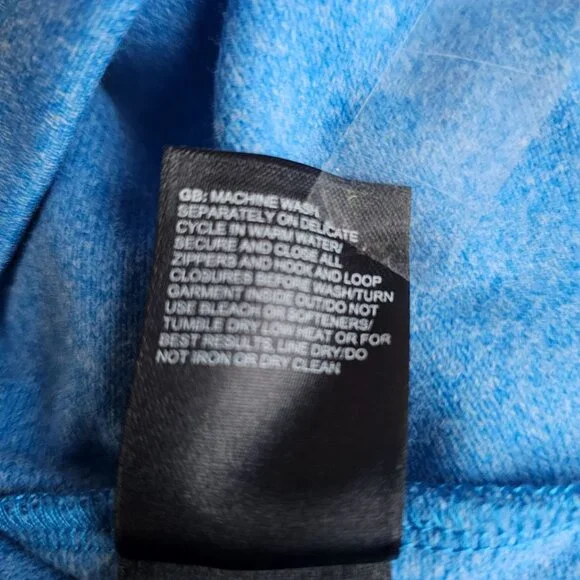 GB: MACHINE WASH
SEPARATELY ON DELICATE
CYCLE IN WARM WATER/
SECURE AND CLOSE ALL
ZIPPERS AND HOOK AND LOOP
CLOSURES BEFORE WASH/TURN
GARMENT INSIDE OUT/DO NOT
USE BLEACH OR SOFTENERS/
TUMBLE DRY LOW HEAT OR FOR
BEST RESULTS, LINE DRY/DO
NOT IRON OR DRY CLEAN